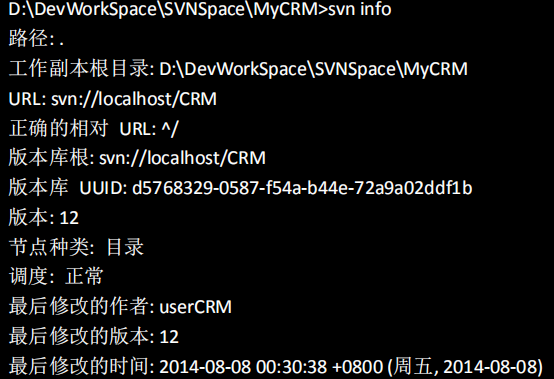 D:\DevWorkSpace\SVNSpace\MyCRM>svn info
路径: .
工作副本根目录: D:\DevWorkSpace\SVNSpace\MyCRM
URL: svn://localhost/CRM
正确的相对 URL: ^/
版本库根: svn://localhost/CRM
版本库 UUID: d5768329-0587-f54a-b44e-72a9a02ddf1b
版本: 12
节点种类: 目录
调度: 正常
最后修改的作者: userCRM
最后修改的版本: 12
最后修改的时间: 2014-08-08 00:30:38 +0800 (周五, 2014-08-08)